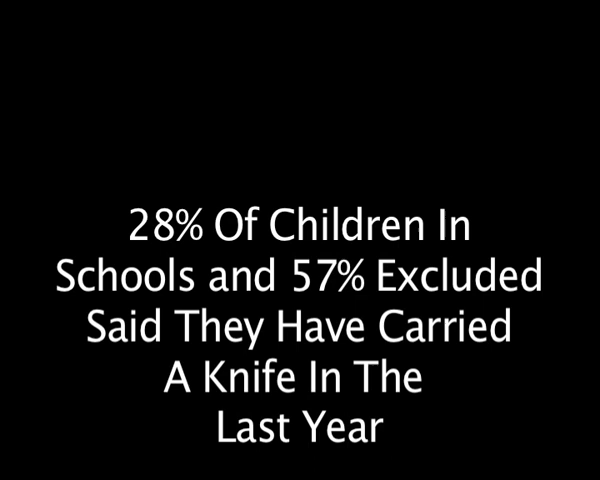 28% Of Children In
Schools and 57% Excluded
Said They Have Carried
A Knife In The
Last Year